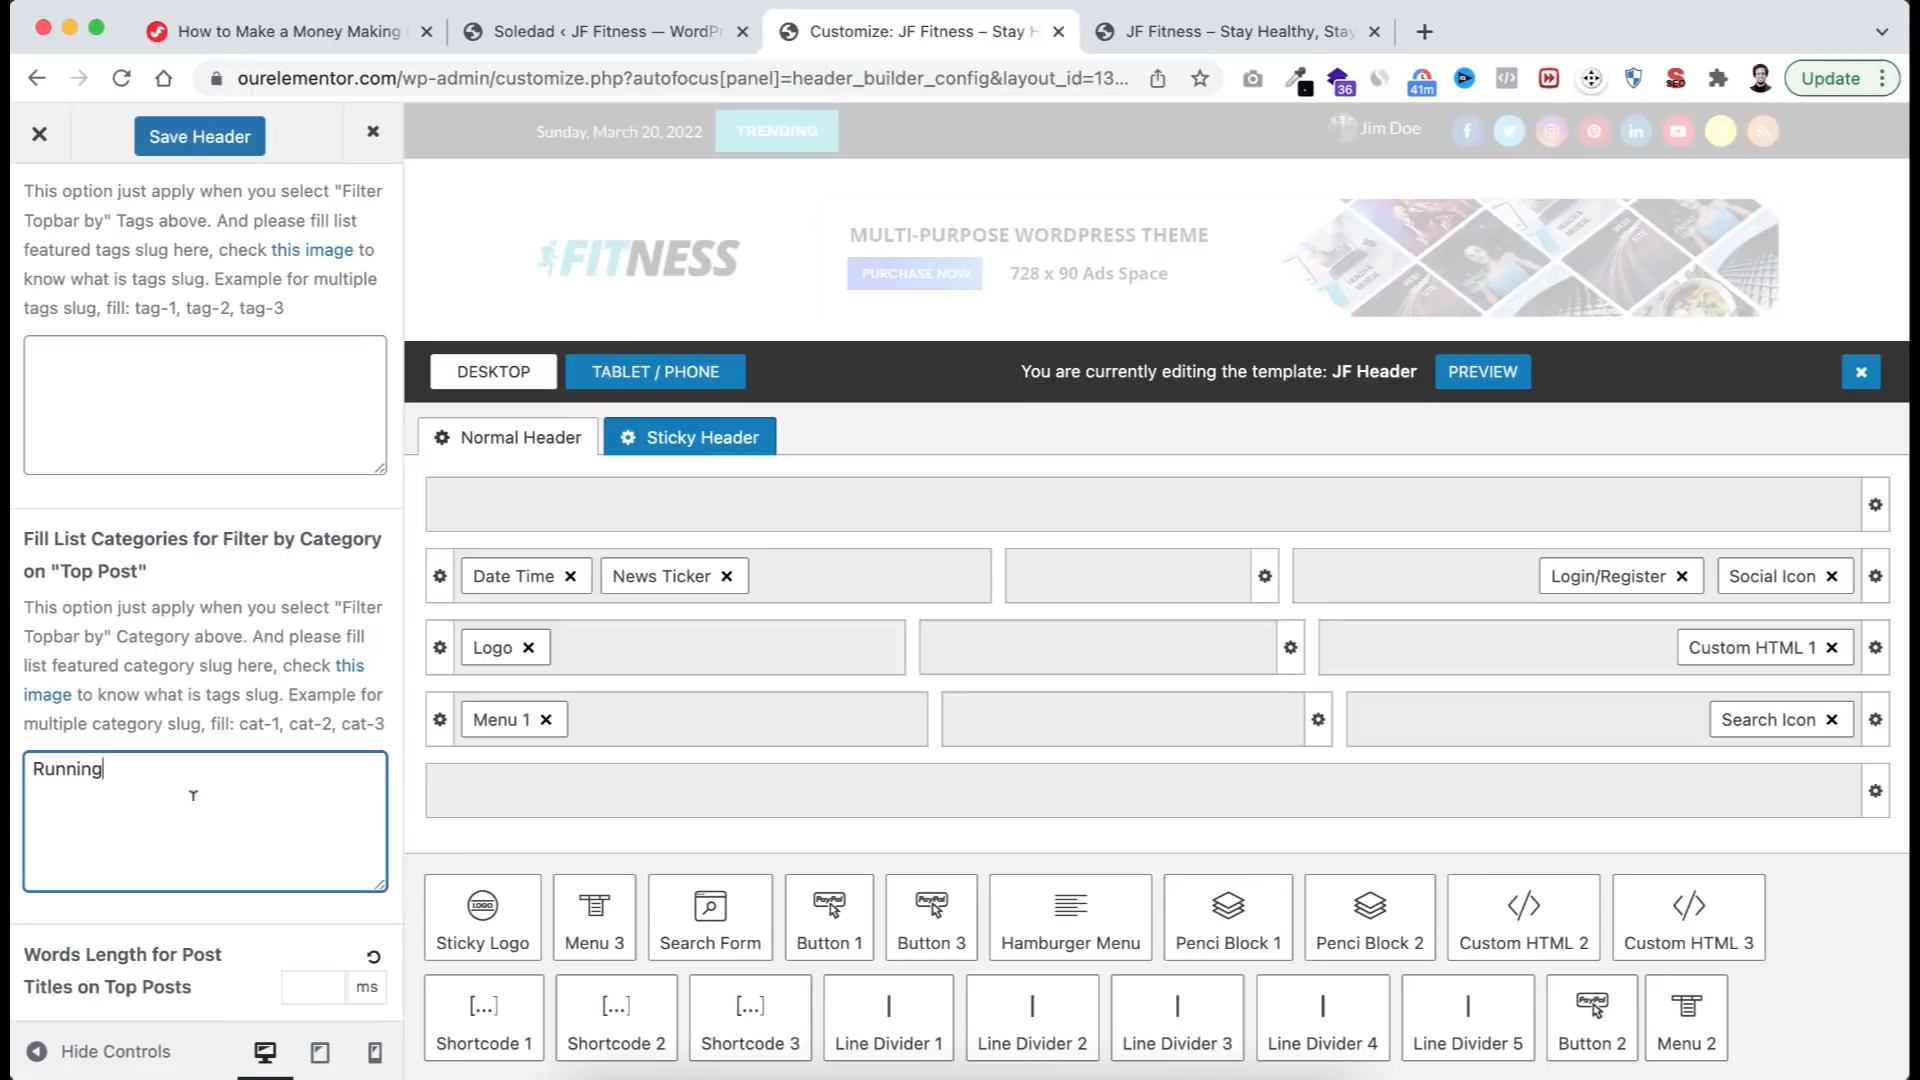 How to Make a Money Making
Soledad ‹ JF Fitness — WordPr
Customize: JF Fitness – Stay H
JF Fitness – Stay Healthy, Stay
ourelementor.com/wp-admin/customize.php?autofocus[panel]=header_builder_config&layout_id=13...
36
41m
SEO
Update
Save Header
This option just apply when you select "Filter
Topbar by" Tags above. And please fill list
featured tags slug here, check this image to
know what is tags slug. Example for multiple
tags slug, fill: tag-1, tag-2, tag-3
Fill List Categories for Filter by Category
on "Top Post"
This option just apply when you select "Filter
Topbar by" Category above. And please fill
list featured category slug here, check this
image to know what is tags slug. Example for
multiple category slug, fill: cat-1, cat-2, cat-3
Running
Words Length for Post
Titles on Top Posts
ms
Hide Controls
Sunday, March 20, 2022
TRENDING
Jim Doe
FITNESS
MULTI-PURPOSE WORDPRESS THEME
PURCHASE NOW
728 x 90 Ads Space
HEALTH & MEDICAL
DESKTOP
TABLET / PHONE
You are currently editing the template: JF Header
PREVIEW
Normal Header
Sticky Header
Date Time
News Ticker
Login/Register
Social Icon
Logo
Custom HTML 1
Menu 1
Search Icon
LOGO
PayPal
PayPal
Sticky Logo
Menu 3
Search Form
Button 1
Button 3
Hamburger Menu
Penci Block 1
Penci Block 2
Custom HTML 2
Custom HTML 3
[...]
[...]
[...]
PayPal
Shortcode 1
Shortcode 2
Shortcode 3
Line Divider 1
Line Divider 2
Line Divider 3
Line Divider 4
Line Divider 5
Button 2
Menu 2